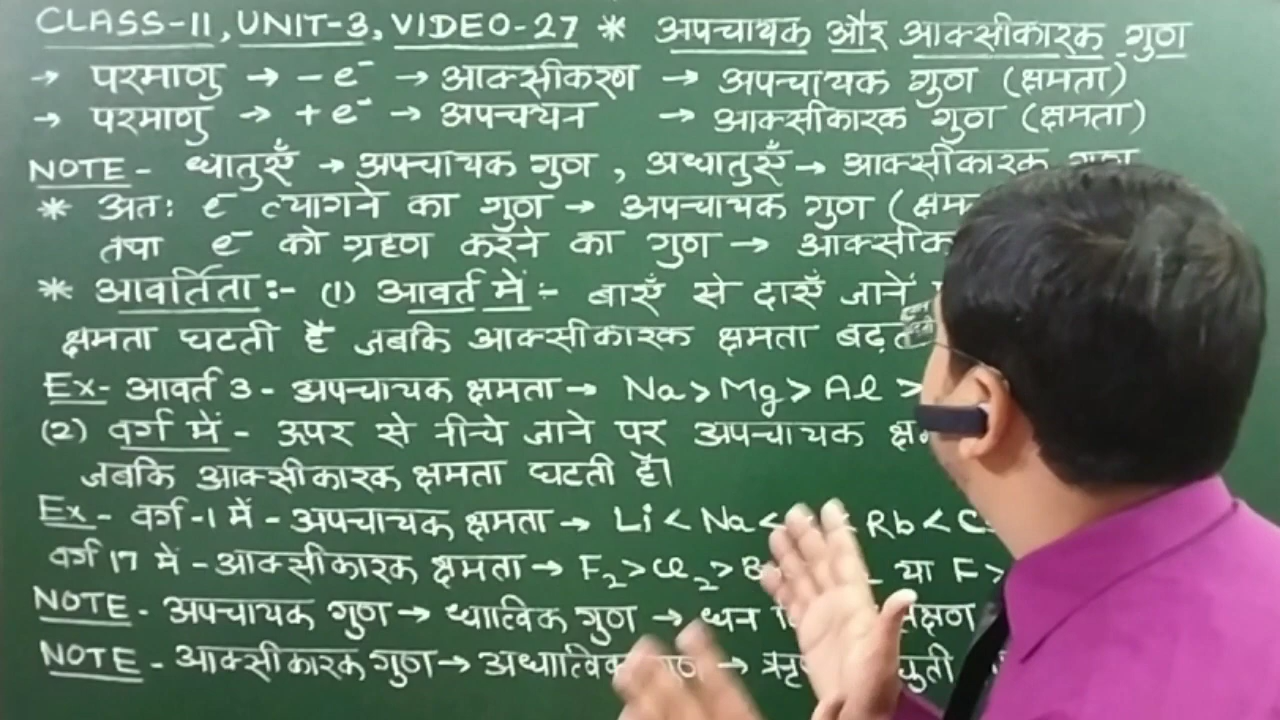 CLASS-11, UNIT-3, VIDEO-27 * अपचायक और आक्सीकारक गुण
→ परमाणु → -e⁻ → आक्सीकरण → अपचायक गुण (क्षमता)
→ परमाणु → +e⁻ → अपचयन → आक्सीकारक गुण (क्षमता)
NOTE - धातुएँ → अपचायक गुण, अधातुएँ → आक्सीकारक गुण
* अतः e⁻ त्यागने का गुण → अपचायक गुण
तथा e⁻ को ग्रहण करने का गुण →
* आवर्तिता :- (1) आवर्त में :- बाएँ से दाएँ जाने
क्षमता घटती है जबकि आक्सीकारक क्षमता
Ex- आवर्त 3 - अपचायक क्षमता → Na > Mg > Al >
(2) वर्ग में - ऊपर से नीचे जाने पर अपचायक
जबकि आक्सीकारक क्षमता घटती है।
Ex - वर्ग-1 में - अपचायक क्षमता → Li < Na < Rb <
वर्ग 17 में - आक्सीकारक क्षमता → F₂ > Cl₂ > या F >
NOTE - अपचायक गुण → धात्विक गुण → धन
NOTE - आक्सीकारक गुण →